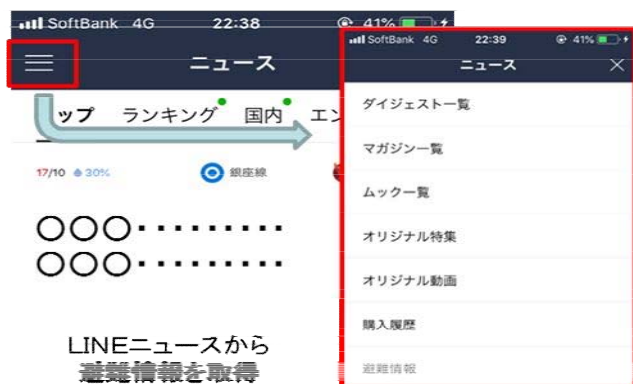 SoftBank 4G 22:38 41%
ニュース
ップ ランキング 国内 エン
17/10 30% 銀座線
○○○・・・・・・・・・
○○○・・・・・・・・・
LINEニュースから
避難情報を取得
SoftBank 4G 22:39 41%
ニュース ×
ダイジェスト一覧
マガジン一覧
ムック一覧
オリジナル特集
オリジナル動画
購入履歴
避難情報